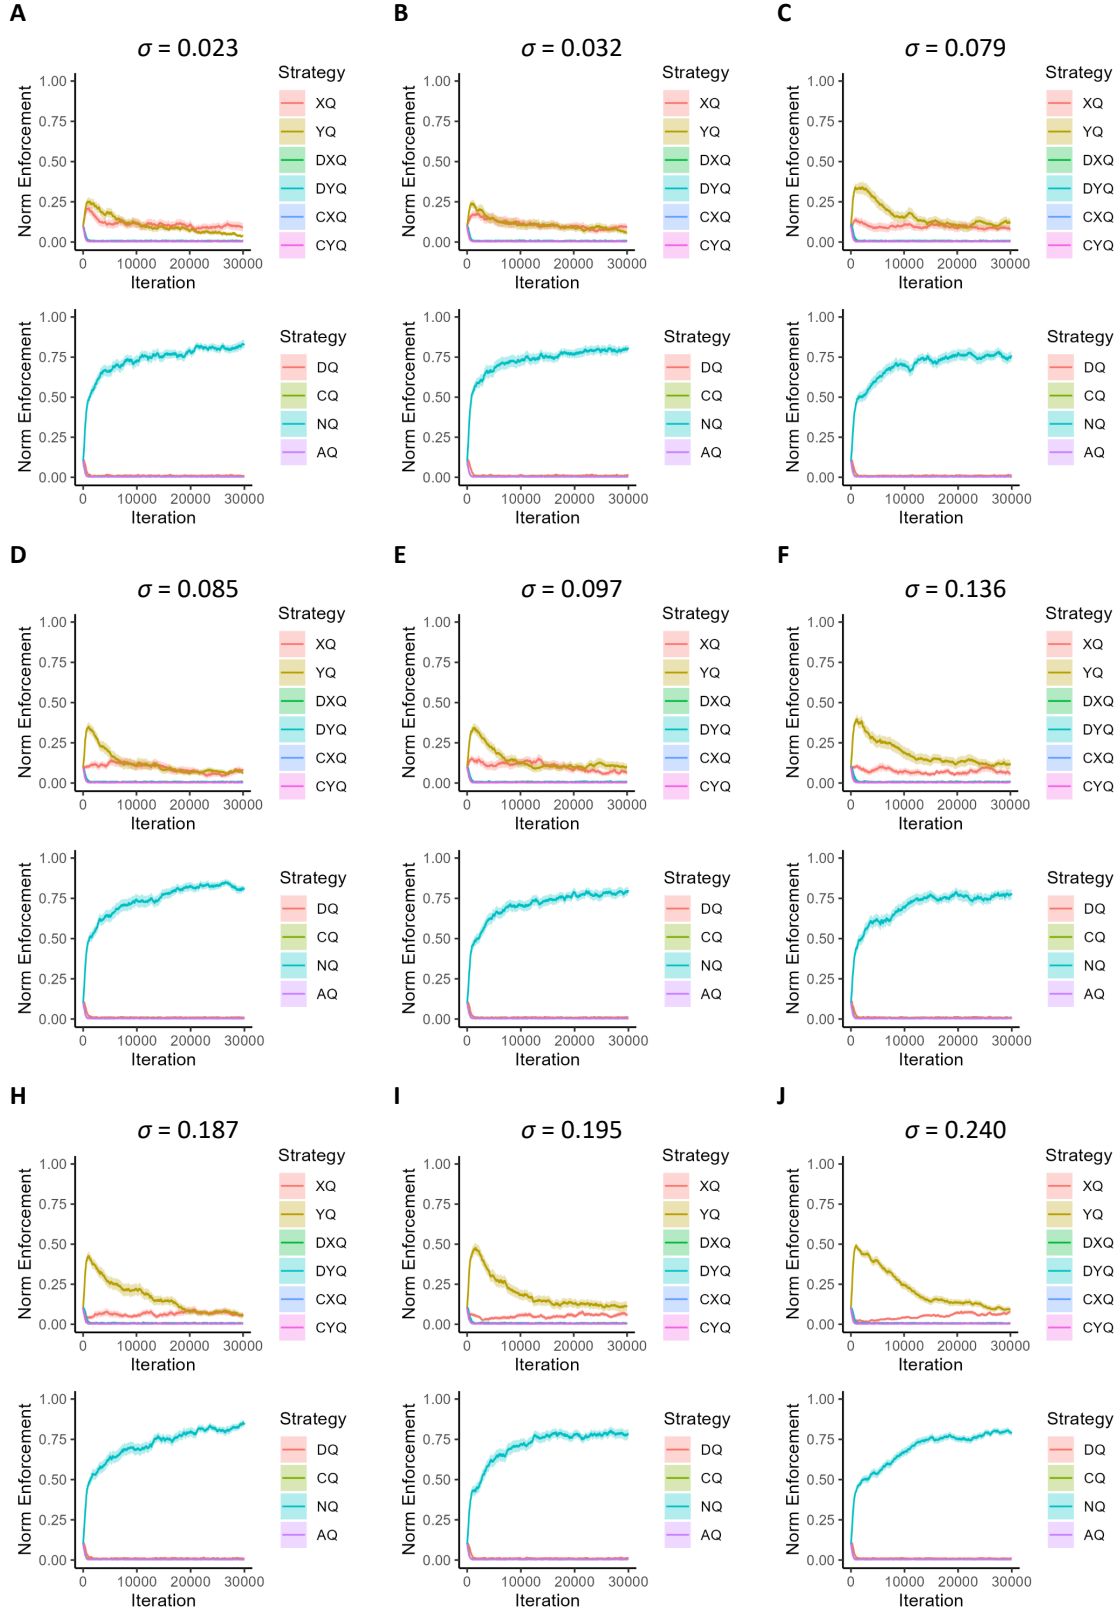 A
σ = 0.023
Norm Enforcement
1.00
0.75
0.50
0.25
0.00
0
10000
20000
30000
Iteration
Strategy
XQ
YQ
DXQ
DYQ
CXQ
CYQ
Norm Enforcement
1.00
0.75
0.50
0.25
0.00
0
10000
20000
30000
Iteration
Strategy
DQ
CQ
NQ
AQ
B
σ = 0.032
Norm Enforcement
1.00
0.75
0.50
0.25
0.00
0
10000
20000
30000
Iteration
Strategy
XQ
YQ
DXQ
DYQ
CXQ
CYQ
Norm Enforcement
1.00
0.75
0.50
0.25
0.00
0
10000
20000
30000
Iteration
Strategy
DQ
CQ
NQ
AQ
C
σ = 0.079
Norm Enforcement
1.00
0.75
0.50
0.25
0.00
0
10000
20000
30000
Iteration
Strategy
XQ
YQ
DXQ
DYQ
CXQ
CYQ
Norm Enforcement
1.00
0.75
0.50
0.25
0.00
0
10000
20000
30000
Iteration
Strategy
DQ
CQ
NQ
AQ
D
σ = 0.085
Norm Enforcement
1.00
0.75
0.50
0.25
0.00
0
10000
20000
30000
Iteration
Strategy
XQ
YQ
DXQ
DYQ
CXQ
CYQ
Norm Enforcement
1.00
0.75
0.50
0.25
0.00
0
10000
20000
30000
Iteration
Strategy
DQ
CQ
NQ
AQ
E
σ = 0.097
Norm Enforcement
1.00
0.75
0.50
0.25
0.00
0
10000
20000
30000
Iteration
Strategy
XQ
YQ
DXQ
DYQ
CXQ
CYQ
Norm Enforcement
1.00
0.75
0.50
0.25
0.00
0
10000
20000
30000
Iteration
Strategy
DQ
CQ
NQ
AQ
F
σ = 0.136
Norm Enforcement
1.00
0.75
0.50
0.25
0.00
0
10000
20000
30000
Iteration
Strategy
XQ
YQ
DXQ
DYQ
CXQ
CYQ
Norm Enforcement
1.00
0.75
0.50
0.25
0.00
0
10000
20000
30000
Iteration
Strategy
DQ
CQ
NQ
AQ
H
σ = 0.187
Norm Enforcement
1.00
0.75
0.50
0.25
0.00
0
10000
20000
30000
Iteration
Strategy
XQ
YQ
DXQ
DYQ
CXQ
CYQ
Norm Enforcement
1.00
0.75
0.50
0.25
0.00
0
10000
20000
30000
Iteration
Strategy
DQ
CQ
NQ
AQ
I
σ = 0.195
Norm Enforcement
1.00
0.75
0.50
0.25
0.00
0
10000
20000
30000
Iteration
Strategy
XQ
YQ
DXQ
DYQ
CXQ
CYQ
Norm Enforcement
1.00
0.75
0.50
0.25
0.00
0
10000
20000
30000
Iteration
Strategy
DQ
CQ
NQ
AQ
J
σ = 0.240
Norm Enforcement
1.00
0.75
0.50
0.25
0.00
0
10000
20000
30000
Iteration
Strategy
XQ
YQ
DXQ
DYQ
CXQ
CYQ
Norm Enforcement
1.00
0.75
0.50
0.25
0.00
0
10000
20000
30000
Iteration
Strategy
DQ
CQ
NQ
AQ